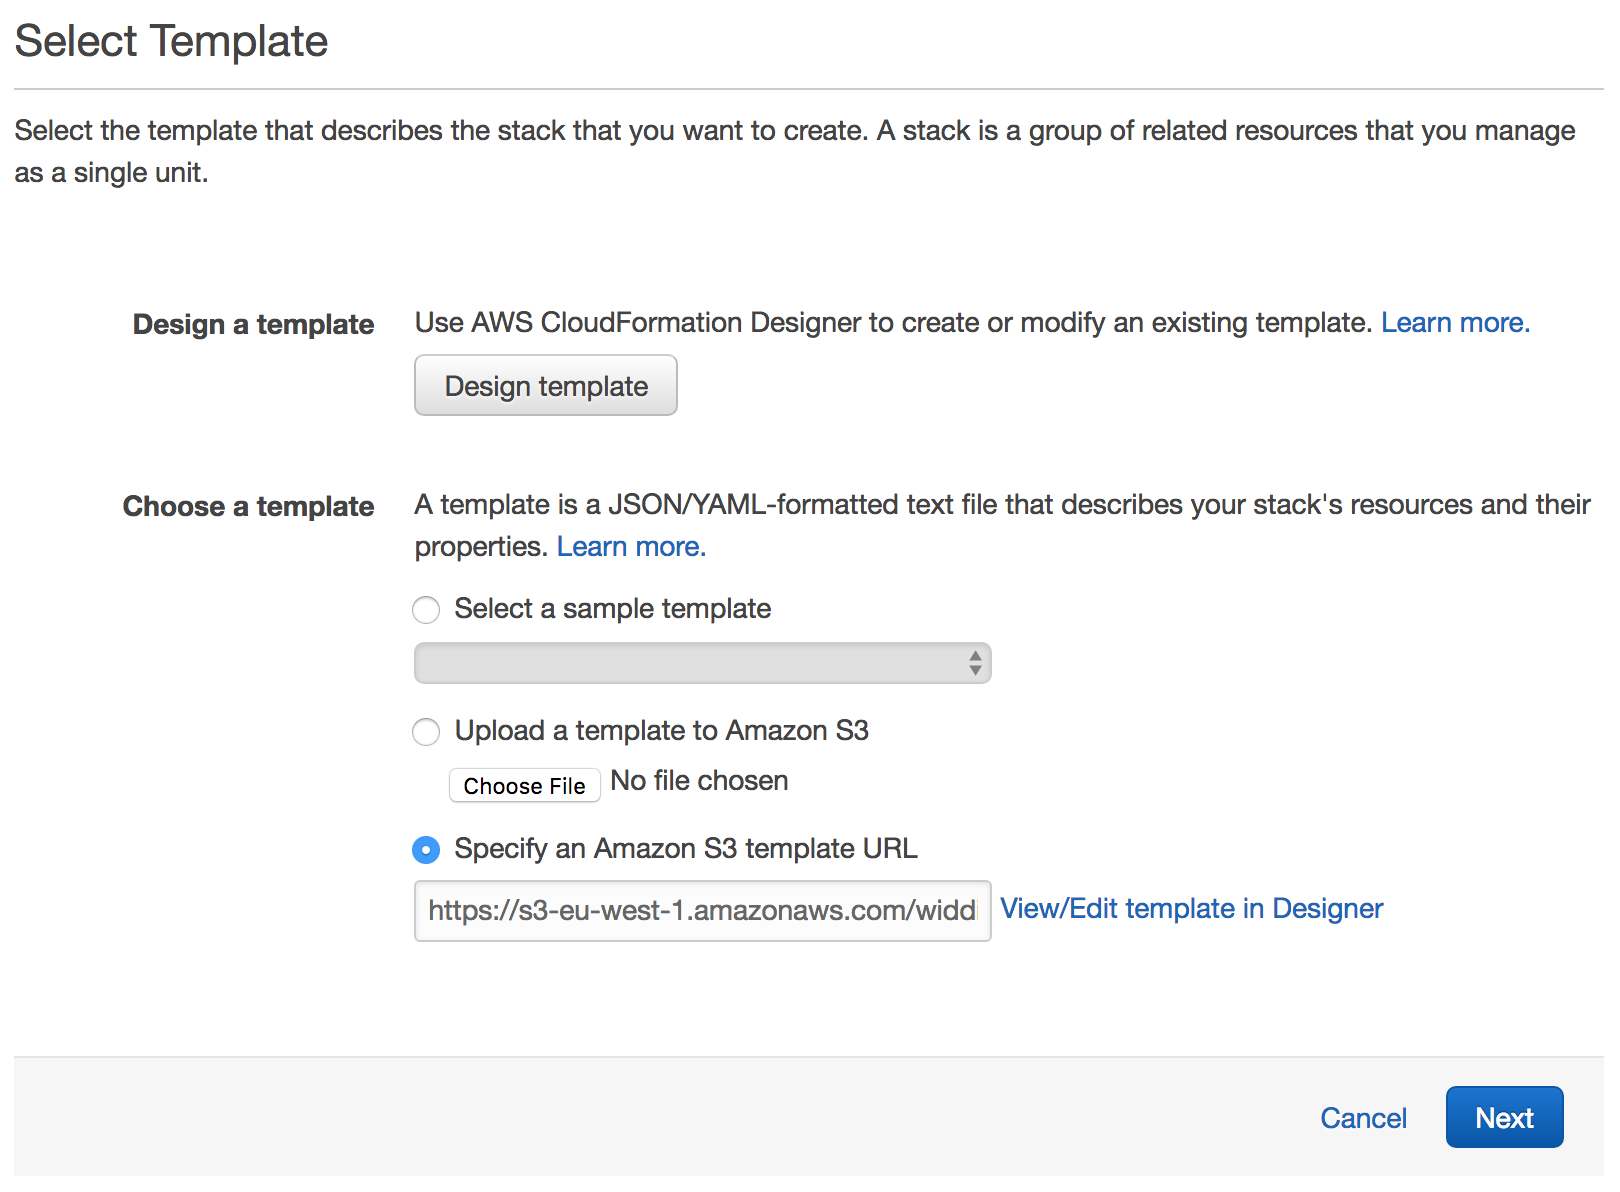 Select Template
Select the template that describes the stack that you want to create. A stack is a group of related resources that you manage
as a single unit.
Design a template
Use AWS CloudFormation Designer to create or modify an existing template. Learn more.
Design template
Choose a template
A template is a JSON/YAML-formatted text file that describes your stack's resources and their
properties. Learn more.
Select a sample template
Upload a template to Amazon S3
Choose File No file chosen
Specify an Amazon S3 template URL
https://s3-eu-west-1.amazonaws.com/widd
View/Edit template in Designer
Cancel
Next